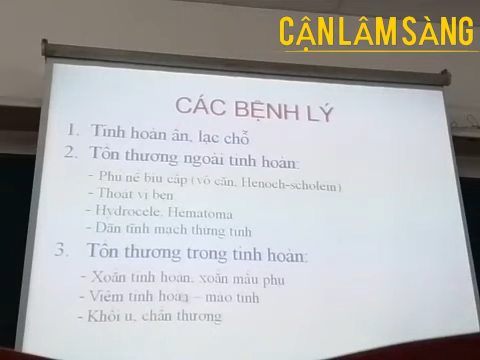 CẬN LÂM SÀNG
CÁC BỆNH LÝ
1. Tinh hoàn ẩn, lạc chỗ
2. Tổn thương ngoài tinh hoàn:
- Phù nề bìu cấp (vô căn, Henoch-scholein)
- Thoát vị bẹn
- Hydrocele, Hematoma
- Dãn tĩnh mạch thừng tinh
3. Tổn thương trong tinh hoàn:
- Xoắn tinh hoàn, xoắn mấu phụ
- Viêm tinh hoàn – mào tinh
- Khối u, chấn thương